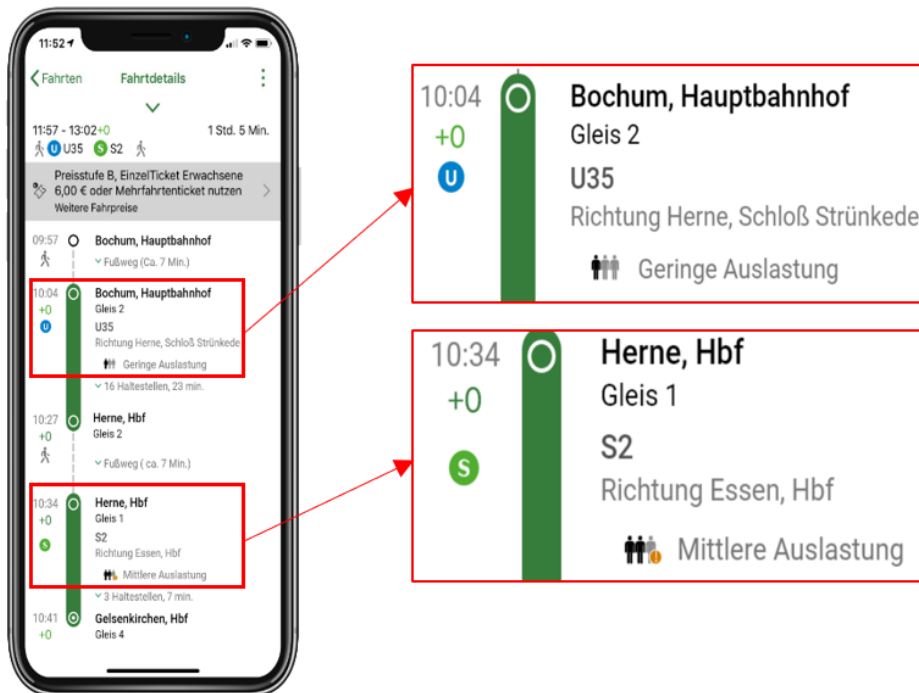 11:52
Fahrten
Fahrtdetails
11:57 - 13:02+0
1 Std. 5 Min.
U U35 S S2
Preisstufe B, EinzelTicket Erwachsene
6,00 € oder Mehrfahrtenticket nutzen
Weitere Fahrpreise
09:57 Bochum, Hauptbahnhof
Fußweg (Ca. 7 Min.)
10:04 Bochum, Hauptbahnhof
+0 Gleis 2
U U35
Richtung Herne, Schloß Strünkede
Geringe Auslastung
16 Haltestellen, 23 min.
10:27 Herne, Hbf
+0 Gleis 2
Fußweg ( ca. 7 Min.)
10:34 Herne, Hbf
+0 Gleis 1
S S2
Richtung Essen, Hbf
Mittlere Auslastung
3 Haltestellen, 7 min.
10:41 Gelsenkirchen, Hbf
+0 Gleis 4
10:04 Bochum, Hauptbahnhof
+0 Gleis 2
U U35
Richtung Herne, Schloß Strünkede
Geringe Auslastung
10:34 Herne, Hbf
+0 Gleis 1
S S2
Richtung Essen, Hbf
Mittlere Auslastung